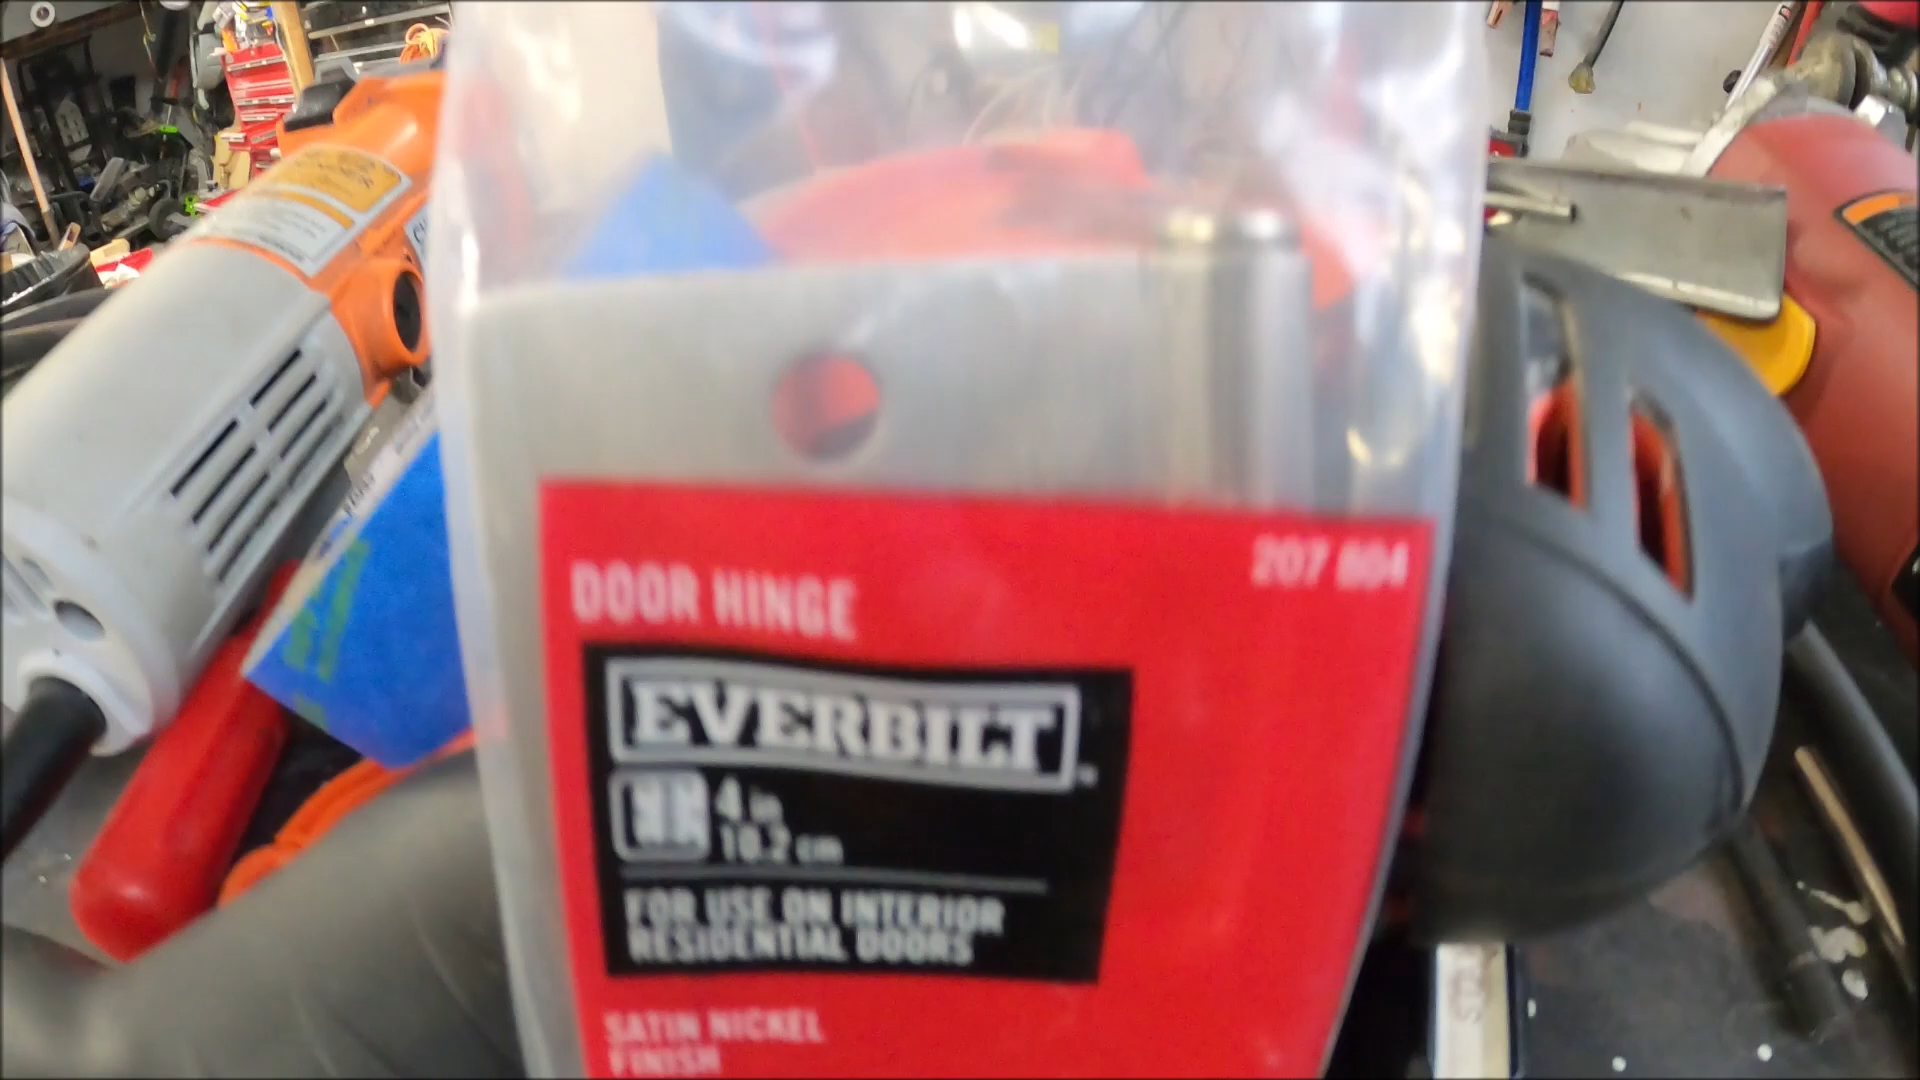 DOOR HINGE
207 804
EVERBILT
4 in
10.2 cm
FOR USE ON INTERIOR
RESIDENTIAL DOORS
SATIN NICKEL
FINISH